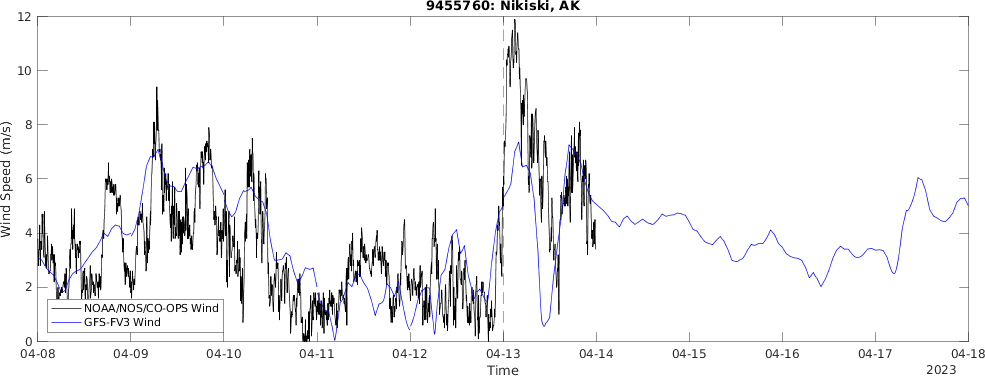 9455760: Nikiski, AK
Wind Speed (m/s)
12
10
8
6
4
2
0
NOAA/NOS/CO-OPS Wind
GFS-FV3 Wind
04-08 04-09 04-10 04-11 04-12 04-13 04-14 04-15 04-16 04-17 04-18
Time
2023